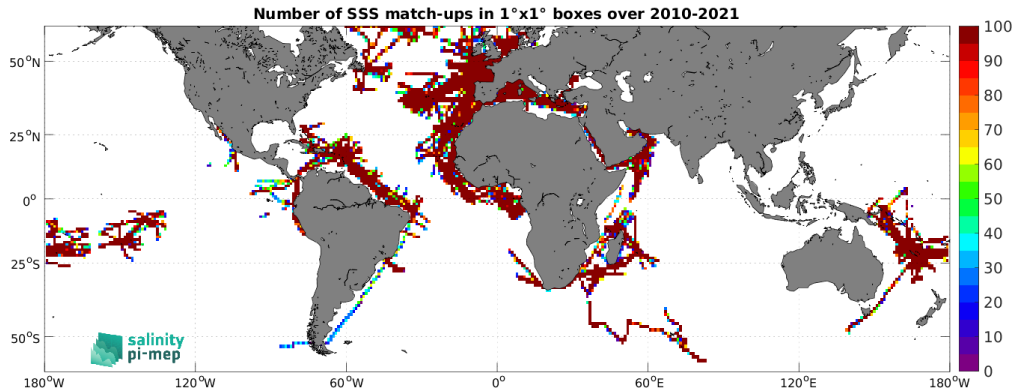 Number of SSS match-ups in 1°x1° boxes over 2010-2021
50°N
25°N
0°
25°S
50°S
180°W
120°W
60°W
0°
60°E
120°E
180°W
100
90
80
70
60
50
40
30
20
10
0
salinity
pi-mep